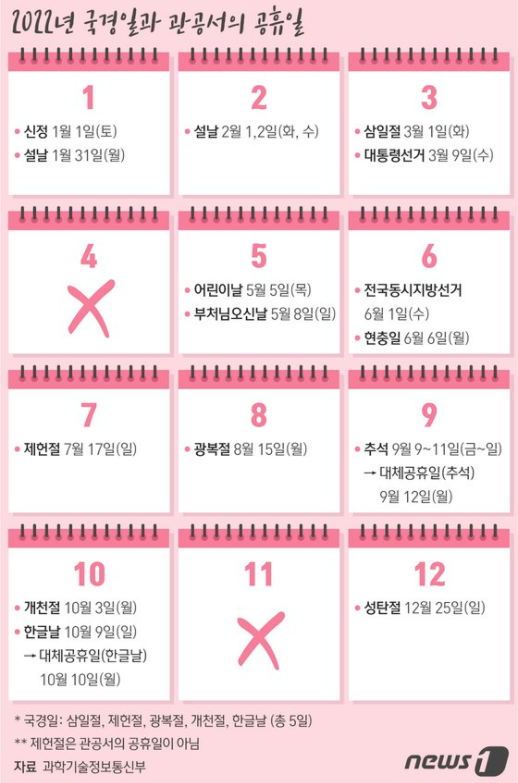 2022년 국경일과 관공서의 공휴일
1
• 신정 1월 1일(토)
• 설날 1월 31일(월)
2
• 설날 2월 1,2일(화, 수)
3
• 삼일절 3월 1일(화)
• 대통령선거 3월 9일(수)
4
5
• 어린이날 5월 5일(목)
• 부처님오신날 5월 8일(일)
6
• 전국동시지방선거
6월 1일(수)
• 현충일 6월 6일(월)
7
• 제헌절 7월 17일(일)
8
• 광복절 8월 15일(월)
9
• 추석 9월 9~11일(금~일)
→ 대체공휴일(추석)
9월 12일(월)
10
• 개천절 10월 3일(월)
• 한글날 10월 9일(일)
→ 대체공휴일(한글날)
10월 10일(월)
11
12
• 성탄절 12월 25일(일)
* 국경일: 삼일절, 제헌절, 광복절, 개천절, 한글날 (총 5일)
** 제헌절은 관공서의 공휴일이 아님
자료 과학기술정보통신부
news1